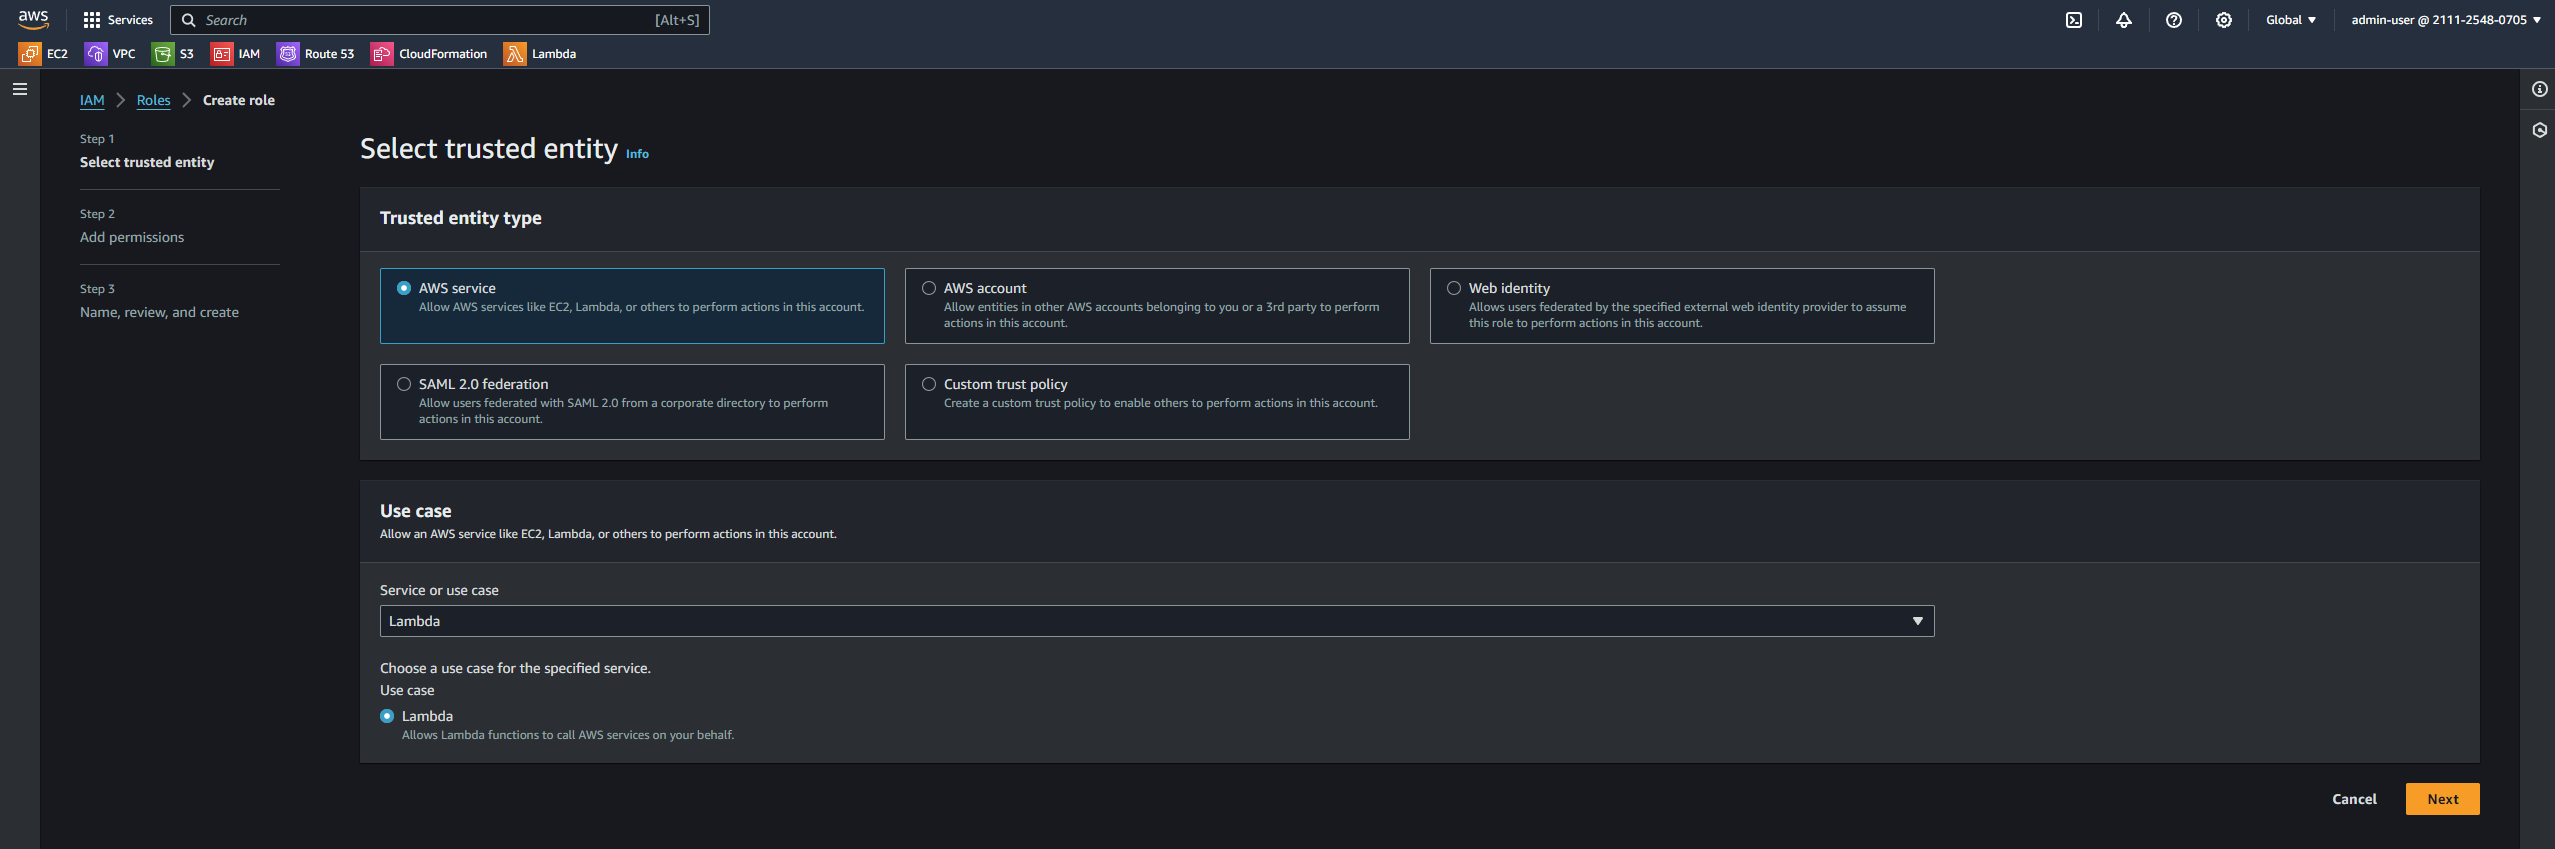 aws
Services
Search [Alt+S]
Global
admin-user @ 2111-2548-0705
EC2
VPC
S3
IAM
Route 53
CloudFormation
Lambda
IAM
Roles
Create role
Step 1
Select trusted entity
Step 2
Add permissions
Step 3
Name, review, and create
Select trusted entity Info
Trusted entity type
AWS service
Allow AWS services like EC2, Lambda, or others to perform actions in this account.
AWS account
Allow entities in other AWS accounts belonging to you or a 3rd party to perform
actions in this account.
Web identity
Allows users federated by the specified external web identity provider to assume
this role to perform actions in this account.
SAML 2.0 federation
Allow users federated with SAML 2.0 from a corporate directory to perform
actions in this account.
Custom trust policy
Create a custom trust policy to enable others to perform actions in this account.
Use case
Allow an AWS service like EC2, Lambda, or others to perform actions in this account.
Service or use case
Lambda
Choose a use case for the specified service.
Use case
Lambda
Allows Lambda functions to call AWS services on your behalf.
Cancel
Next